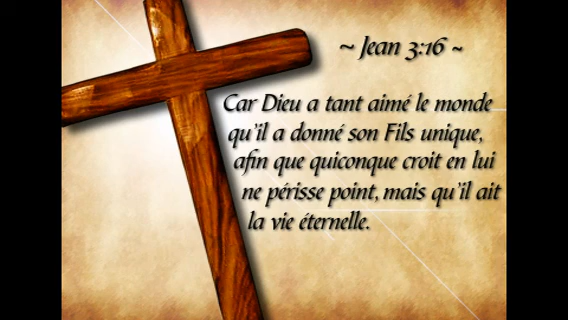 ~ Jean 3:16 ~
Car Dieu a tant aimé le monde
qu'il a donné son Fils unique,
afin que quiconque croit en lui
ne périsse point, mais qu'il ait
la vie éternelle.